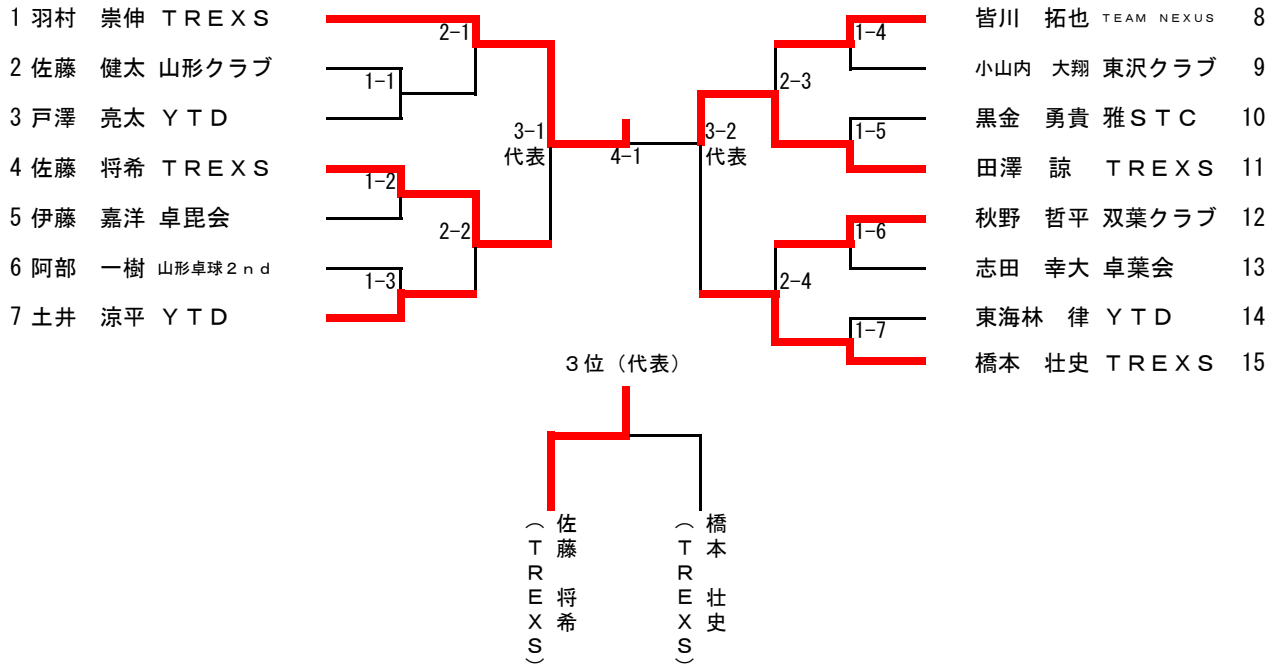 1 羽村 崇伸 ＴＲＥＸＳ
2 佐藤 健太 山形クラブ
3 戸澤 亮太 ＹＴＤ
4 佐藤 将希 ＴＲＥＸＳ
5 伊藤 嘉洋 卓毘会
6 阿部 一樹 山形卓球２ｎｄ
7 土井 涼平 ＹＴＤ
2-1
1-1
1-2
2-2
1-3
3-1
代表
4-1
3-2
代表
1-4
2-3
1-5
1-6
2-4
1-7
皆川 拓也 TEAM NEXUS 8
小山内 大翔 東沢クラブ 9
黒金 勇貴 雅ＳＴＣ 10
田澤 諒 ＴＲＥＸＳ 11
秋野 哲平 双葉クラブ 12
志田 幸大 卓葉会 13
東海林 律 ＹＴＤ 14
橋本 壮史 ＴＲＥＸＳ 15
３位（代表）
佐藤 将希
（ＴＲＥＸＳ）
橋本 壮史
（ＴＲＥＸＳ）